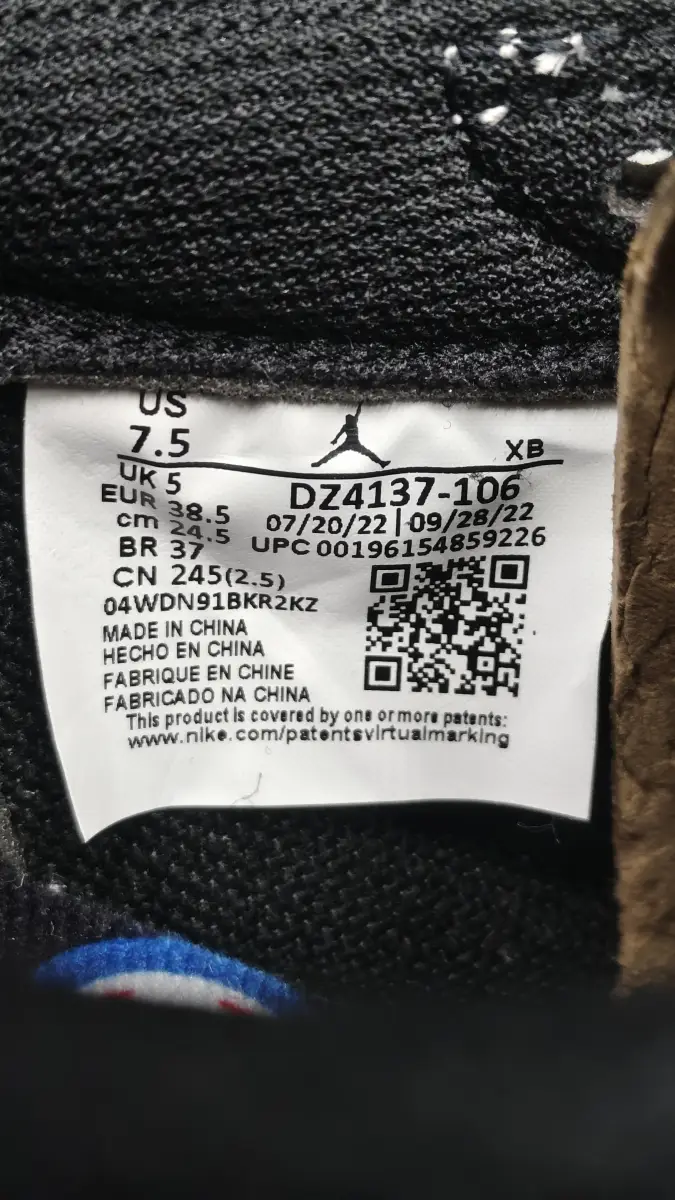 US
7.5
XB
UK 5
EUR 38.5
cm 24.5
BR 37
CN 245(2.5)
04WDN91BKR2KZ
DZ4137-106
07/20/22 | 09/28/22
UPC 00196154859226
MADE IN CHINA
HECHO EN CHINA
FABRIQUE EN CHINE
FABRICADO NA CHINA
This product is covered by one or more patents:
www.nike.com/patentsvirtualmarking